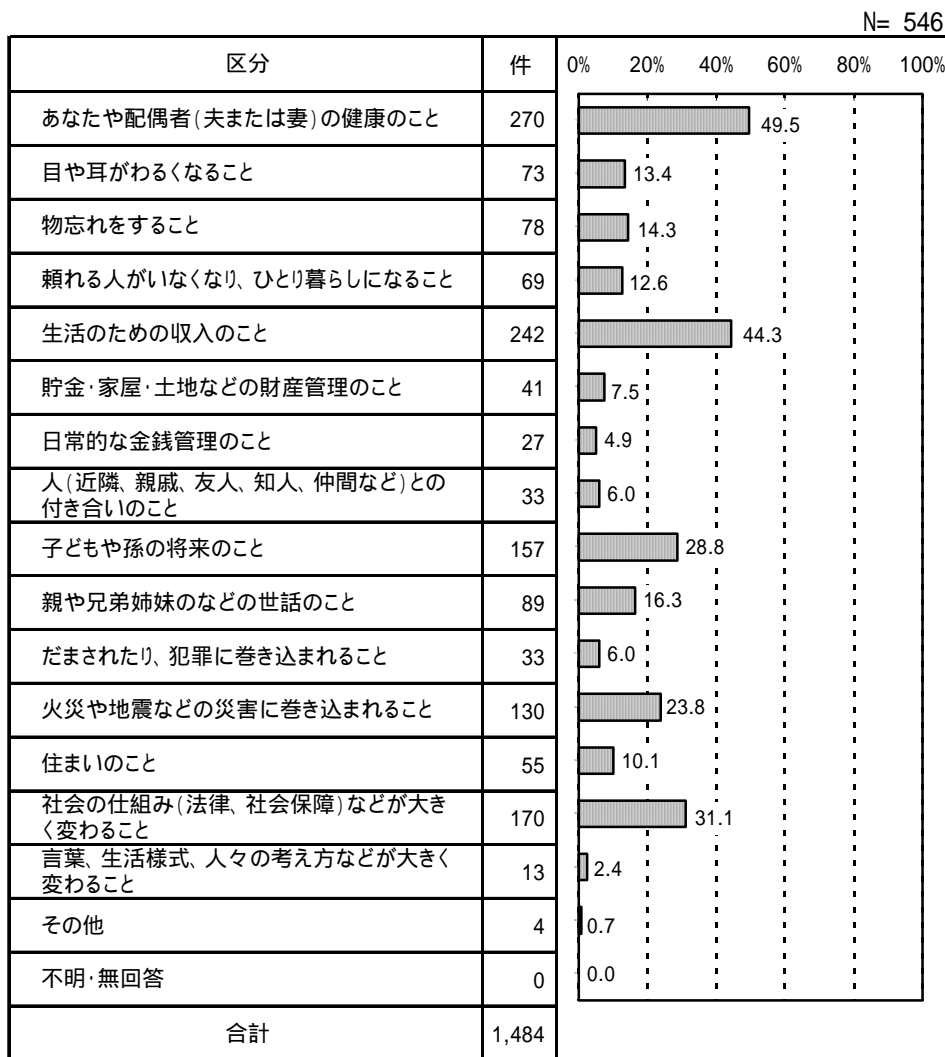 N= 546
区分 件 0% 20% 40% 60% 80% 100%
あなたや配偶者(夫または妻)の健康のこと 270 49.5
目や耳がわるくなること 73 13.4
物忘れをすること 78 14.3
頼れる人がいなくなり、ひとり暮らしになること 69 12.6
生活のための収入のこと 242 44.3
貯金･家屋･土地などの財産管理のこと 41 7.5
日常的な金銭管理のこと 27 4.9
人(近隣、親戚、友人、知人、仲間など)との
付き合いのこと 33 6.0
子どもや孫の将来のこと 157 28.8
親や兄弟姉妹のなどの世話のこと 89 16.3
だまされたり、犯罪に巻き込まれること 33 6.0
火災や地震などの災害に巻き込まれること 130 23.8
住まいのこと 55 10.1
社会の仕組み(法律、社会保障)などが大き
く変わること 170 31.1
言葉、生活様式、人々の考え方などが大きく
変わること 13 2.4
その他 4 0.7
不明･無回答 0 0.0
合計 1,484